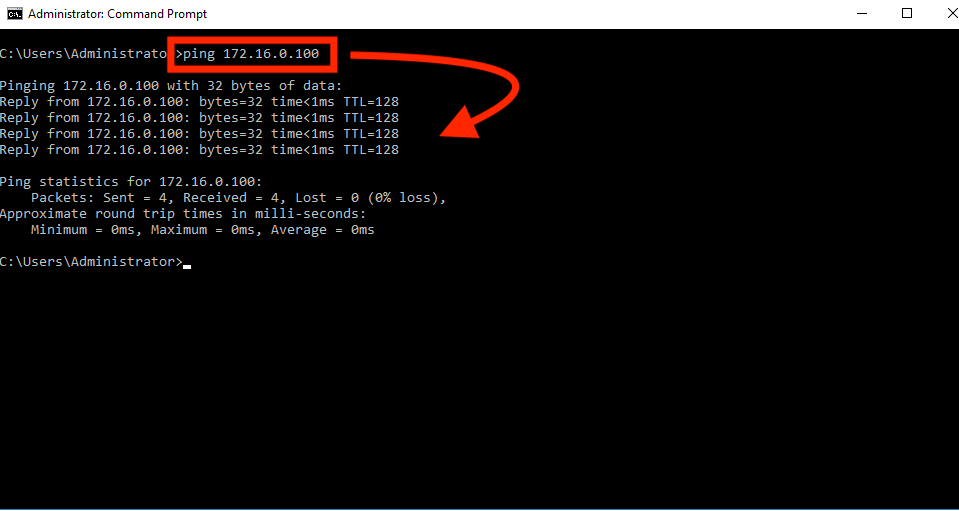 Administrator: Command Prompt
C:\Users\Administrato >ping 172.16.0.100
Pinging 172.16.0.100 with 32 bytes of data:
Reply from 172.16.0.100: bytes=32 time<1ms TTL=128
Reply from 172.16.0.100: bytes=32 time<1ms TTL=128
Reply from 172.16.0.100: bytes=32 time<1ms TTL=128
Reply from 172.16.0.100: bytes=32 time<1ms TTL=128
Ping statistics for 172.16.0.100:
    Packets: Sent = 4, Received = 4, Lost = 0 (0% loss),
Approximate round trip times in milli-seconds:
    Minimum = 0ms, Maximum = 0ms, Average = 0ms
C:\Users\Administrator>